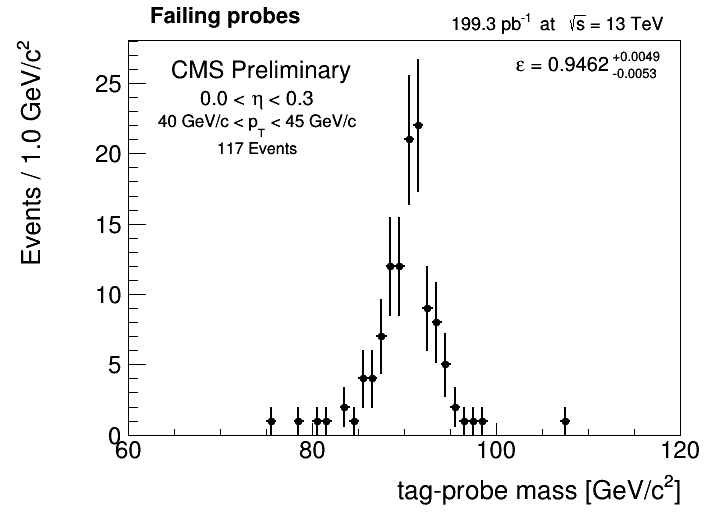 Failing probes
199.3 pb-1 at √s = 13 TeV
CMS Preliminary
ε = 0.9462 +0.0049 -0.0053
0.0 < η < 0.3
40 GeV/c < pT < 45 GeV/c
117 Events
Events / 1.0 GeV/c2
25
20
15
10
5
0
60 80 100 120
tag-probe mass [GeV/c2]